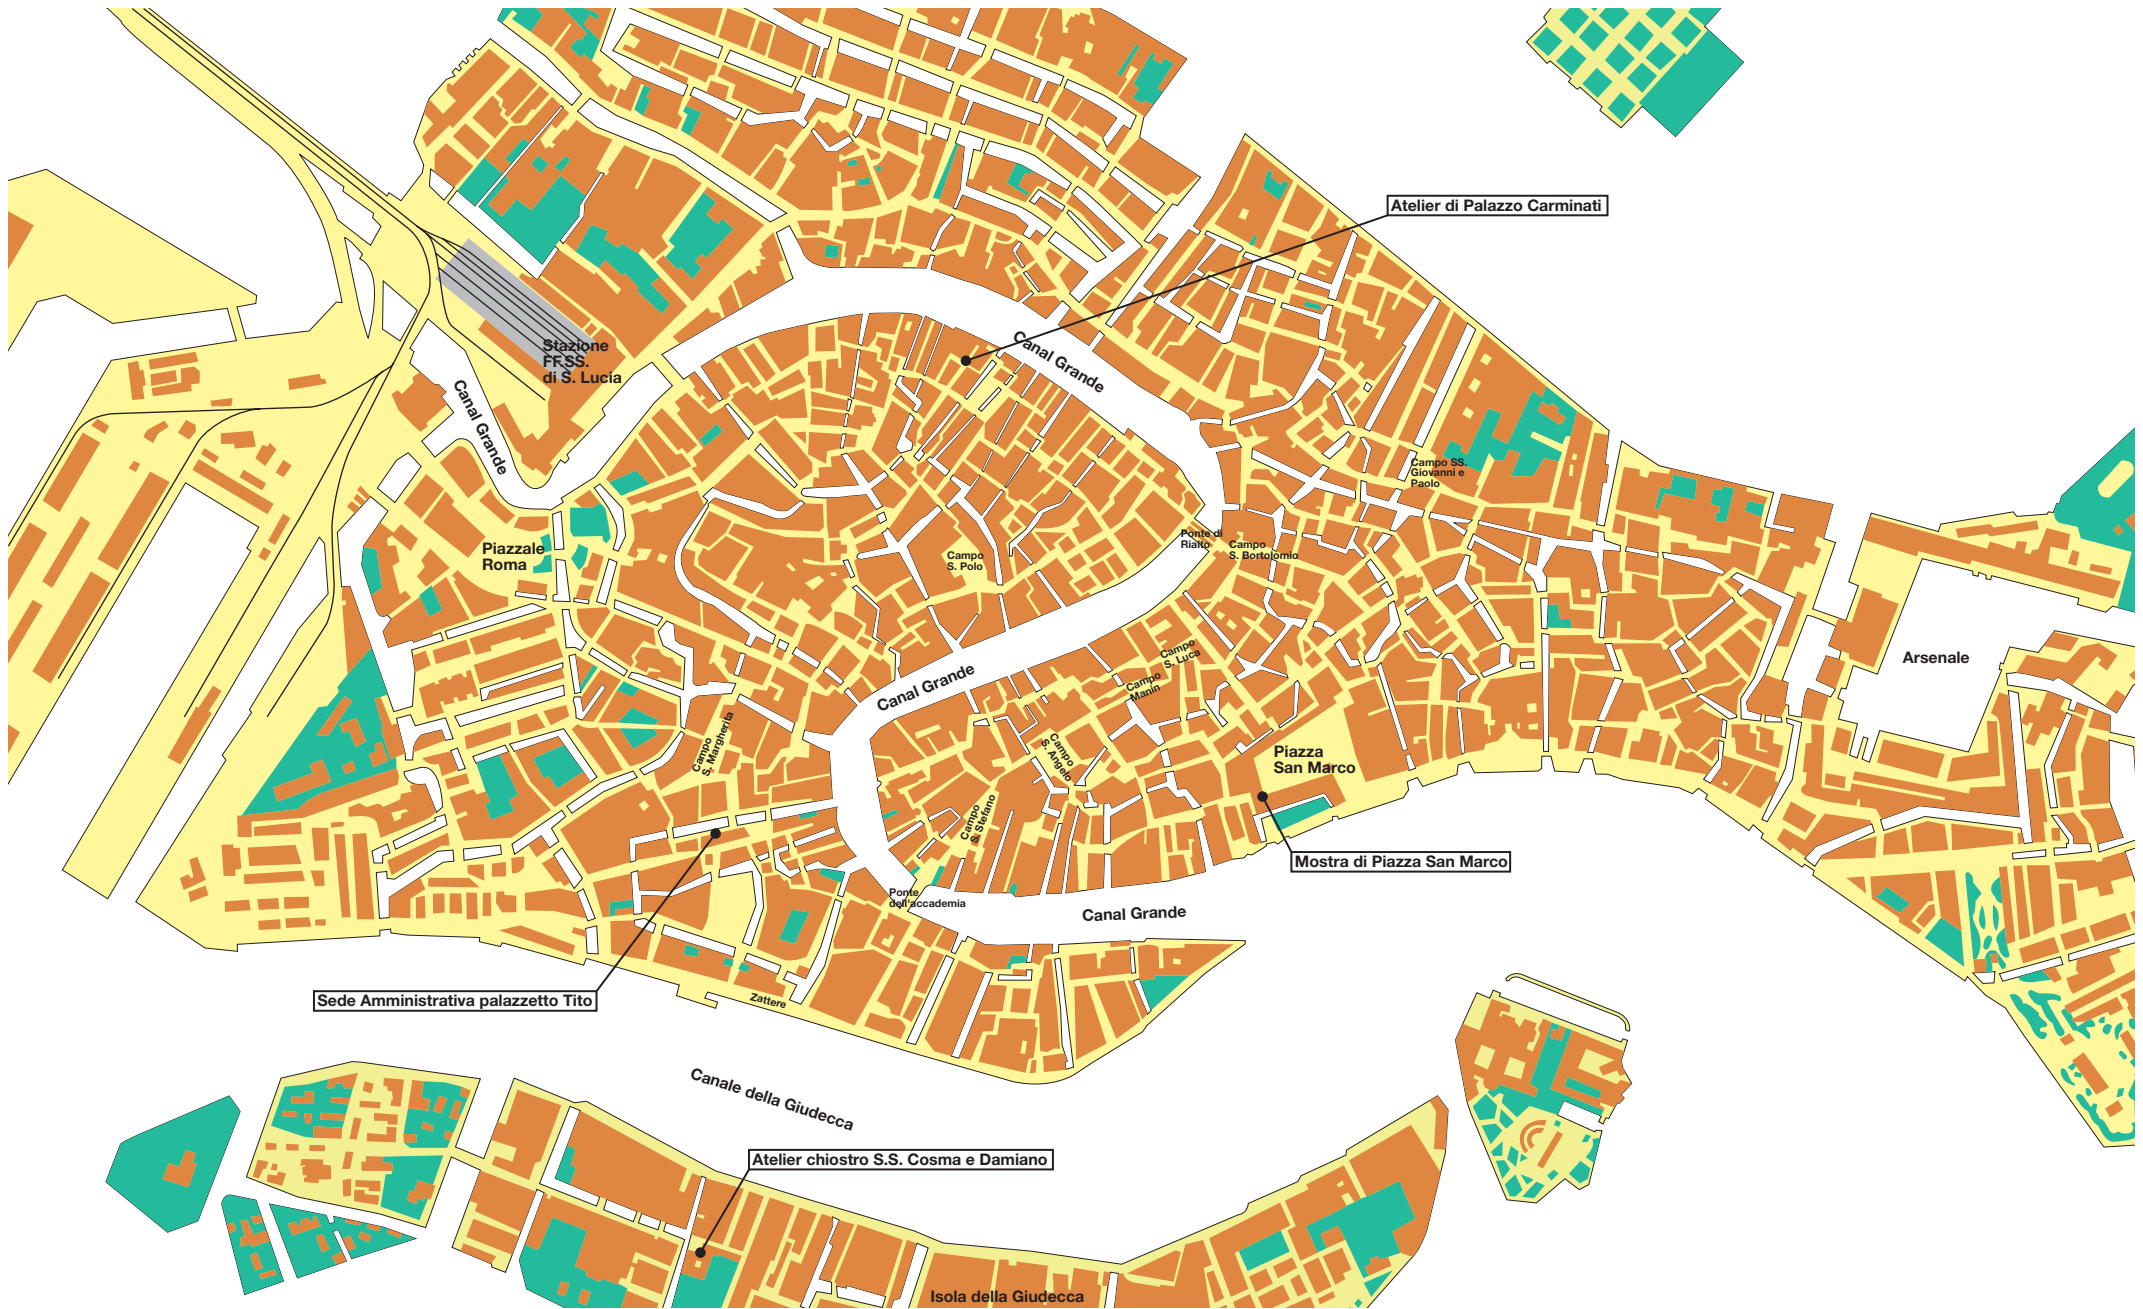 Atelier di Palazzo Carminati
Canal Grande
Stazione
FF.SS.
di S. Lucia
Canal Grande
Campo SS.
Giovanni e
Paolo
Piazzale
Roma
Ponte di
Rialto
Campo
S. Bortolomio
Campo
S. Polo
Campo
S. Luca
Arsenale
Canal Grande
Campo
Manin
Campo
S. Margherita
Campo
S. Angelo
Piazza
San Marco
Campo
S. Stefano
Mostra di Piazza San Marco
Ponte
dell'accademia
Canal Grande
Sede Amministrativa palazzetto Tito
Zattere
Canale della Giudecca
Atelier chiostro S.S. Cosma e Damiano
Isola della Giudecca